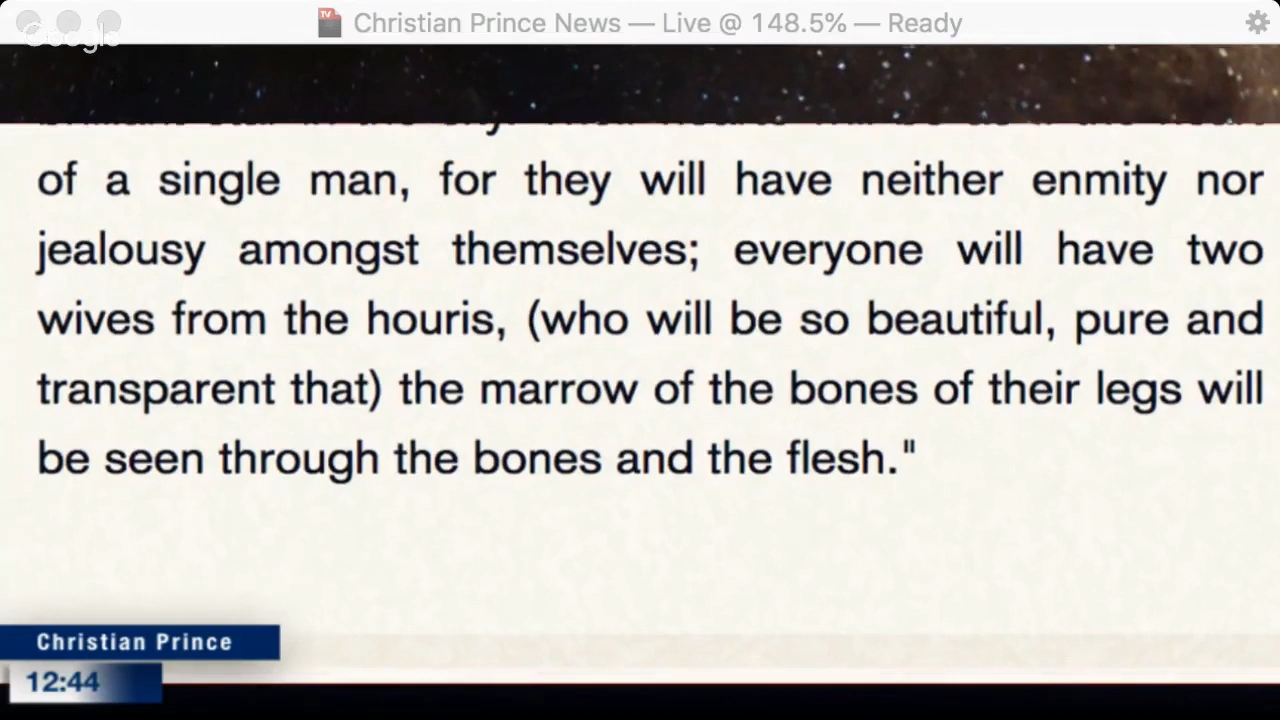 Google
TV
Christian Prince News — Live @ 148.5% — Ready
of a single man, for they will have neither enmity nor
jealousy amongst themselves; everyone will have two
wives from the houris, (who will be so beautiful, pure and
transparent that) the marrow of the bones of their legs will
be seen through the bones and the flesh."
Christian Prince
12:44